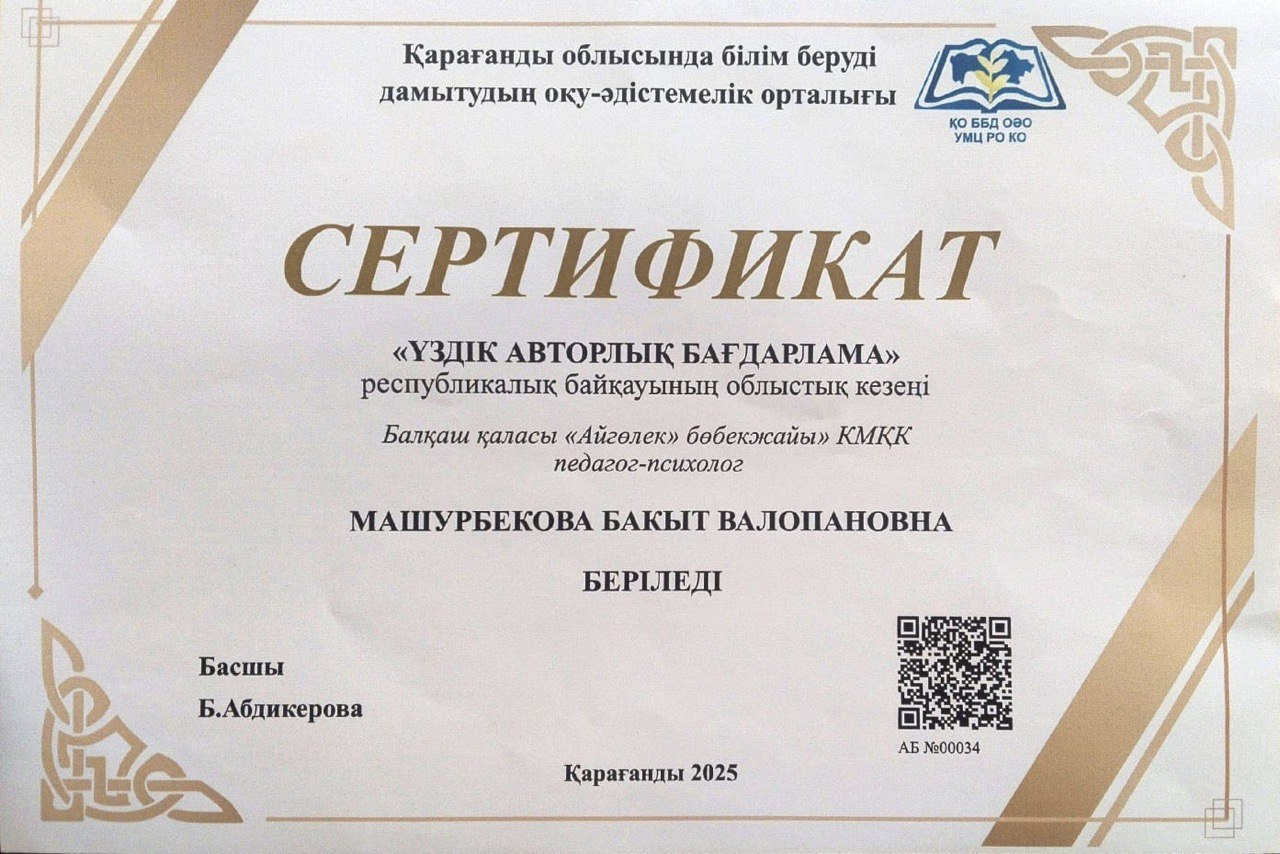 Қарағанды облысында білім беруді
дамытудың оқу-әдістемелік орталығы
ҚО ББД ОӘО
УМЦ РО КО
СЕРТИФИКАТ
«ҮЗДІК АВТОРЛЫҚ БАҒДАРЛАМА»
республикалық байқауының облыстық кезеңі
Балқаш қаласы «Айгөлек» бөбекжайы» КМҚК
педагог-психолог
МАШУРБЕКОВА БАКЫТ ВАЛОПАНОВНА
БЕРІЛЕДІ
Басшы
Б.Абдикерова
АБ №00034
Қарағанды 2025